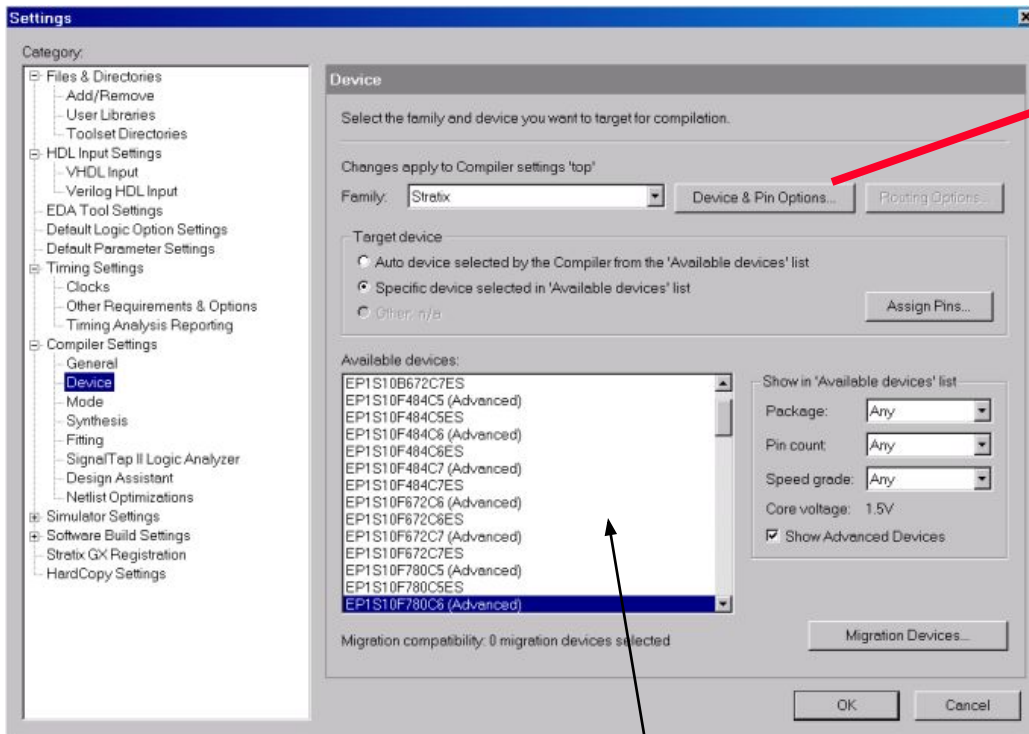 Settings
Category:
Files & Directories
Add/Remove
User Libraries
Toolset Directories
HDL Input Settings
VHDL Input
Verilog HDL Input
EDA Tool Settings
Default Logic Option Settings
Default Parameter Settings
Timing Settings
Clocks
Other Requirements & Options
Timing Analysis Reporting
Compiler Settings
General
Device
Mode
Synthesis
Fitting
SignalTap II Logic Analyzer
Design Assistant
Netlist Optimizations
Simulator Settings
Software Build Settings
Stratix GX Registration
HardCopy Settings
Device
Select the family and device you want to target for compilation.
Changes apply to Compiler settings 'top'
Family: Stratix Device & Pin Options... Routing Options...
Target device
Auto device selected by the Compiler from the 'Available devices' list
Specific device selected in 'Available devices' list
Other: n/a
Assign Pins...
Available devices:
EP1S10B672C7ES
EP1S10F484C5 (Advanced)
EP1S10F484C5ES
EP1S10F484C6 (Advanced)
EP1S10F484C6ES
EP1S10F484C7 (Advanced)
EP1S10F484C7ES
EP1S10F672C6 (Advanced)
EP1S10F672C6ES
EP1S10F672C7 (Advanced)
EP1S10F672C7ES
EP1S10F780C5 (Advanced)
EP1S10F780C5ES
EP1S10F780C6 (Advanced)
Show in 'Available devices' list
Package: Any
Pin count: Any
Speed grade: Any
Core voltage: 1.5V
Show Advanced Devices
Migration compatibility: 0 migration devices selected
Migration Devices...
OK Cancel